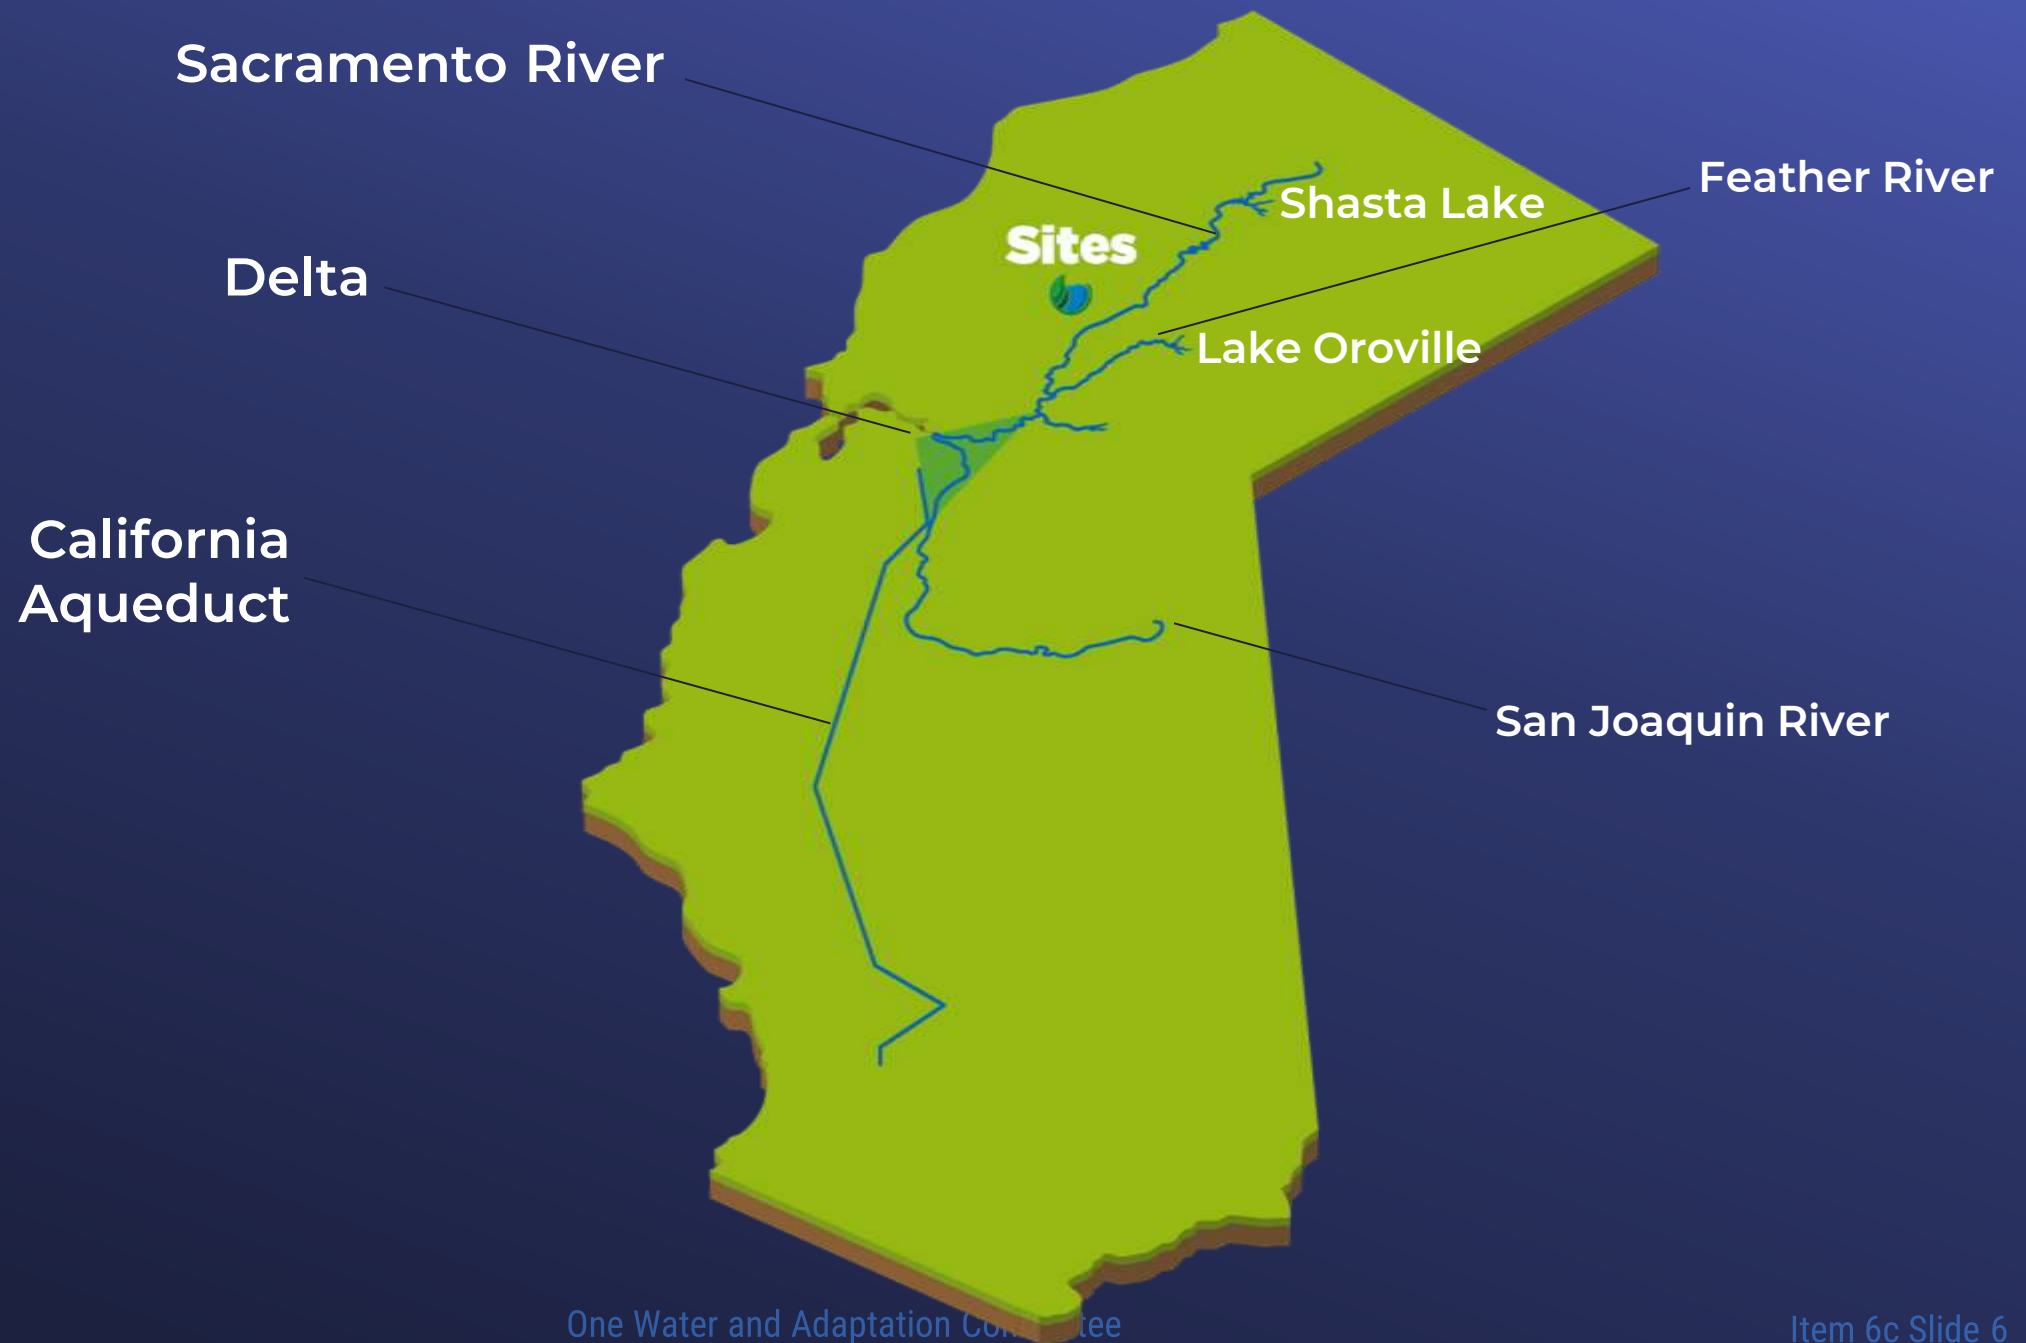 Sacramento River
Feather River
Shasta Lake
Sites
Delta
Lake Oroville
California
Aqueduct
San Joaquin River
One Water and Adaptation
Item 6c Slide 6